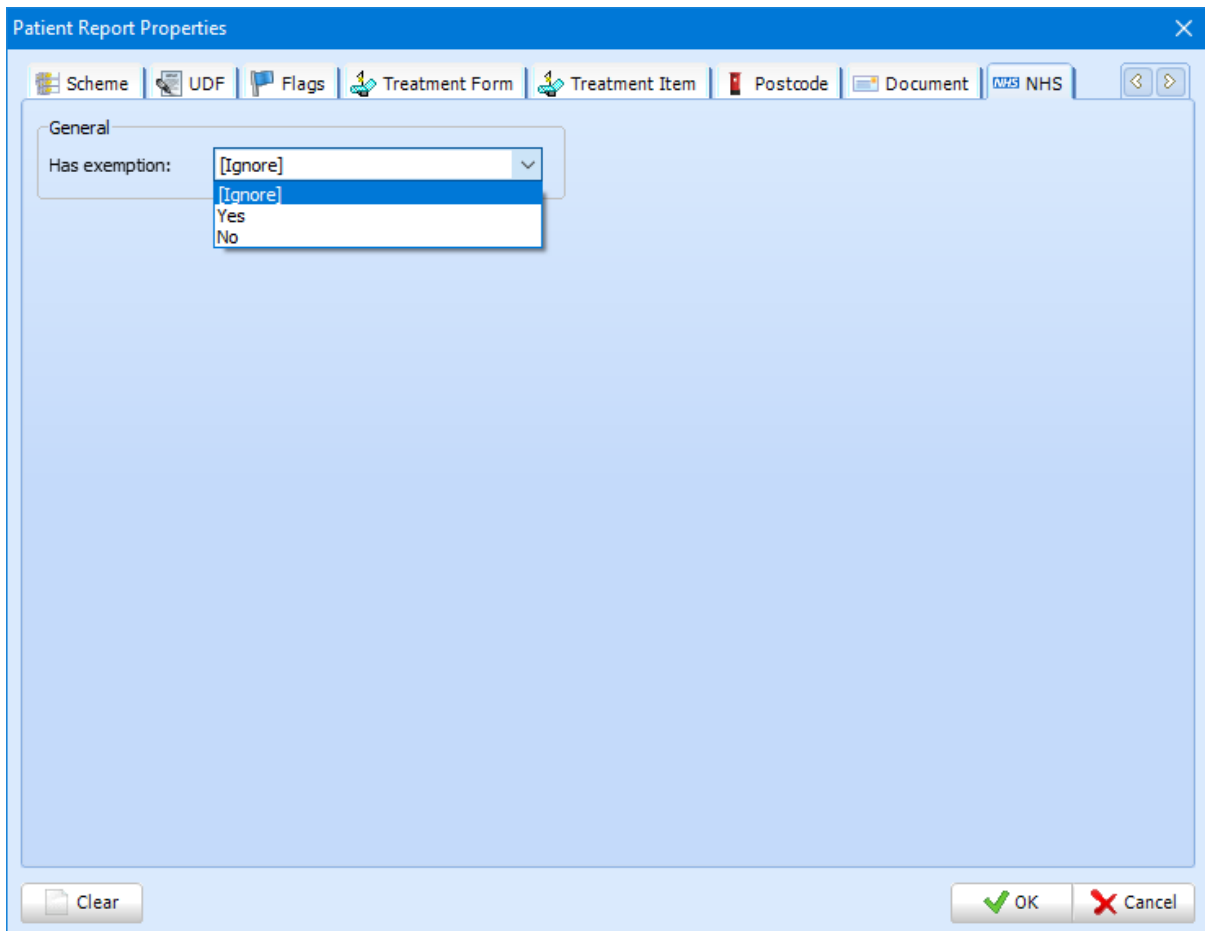 Patient Report Properties
Scheme UDF Flags Treatment Form Treatment Item Postcode Document NHS NHS
General
Has exemption: [Ignore]
[Ignore]
Yes
No
Clear OK Cancel